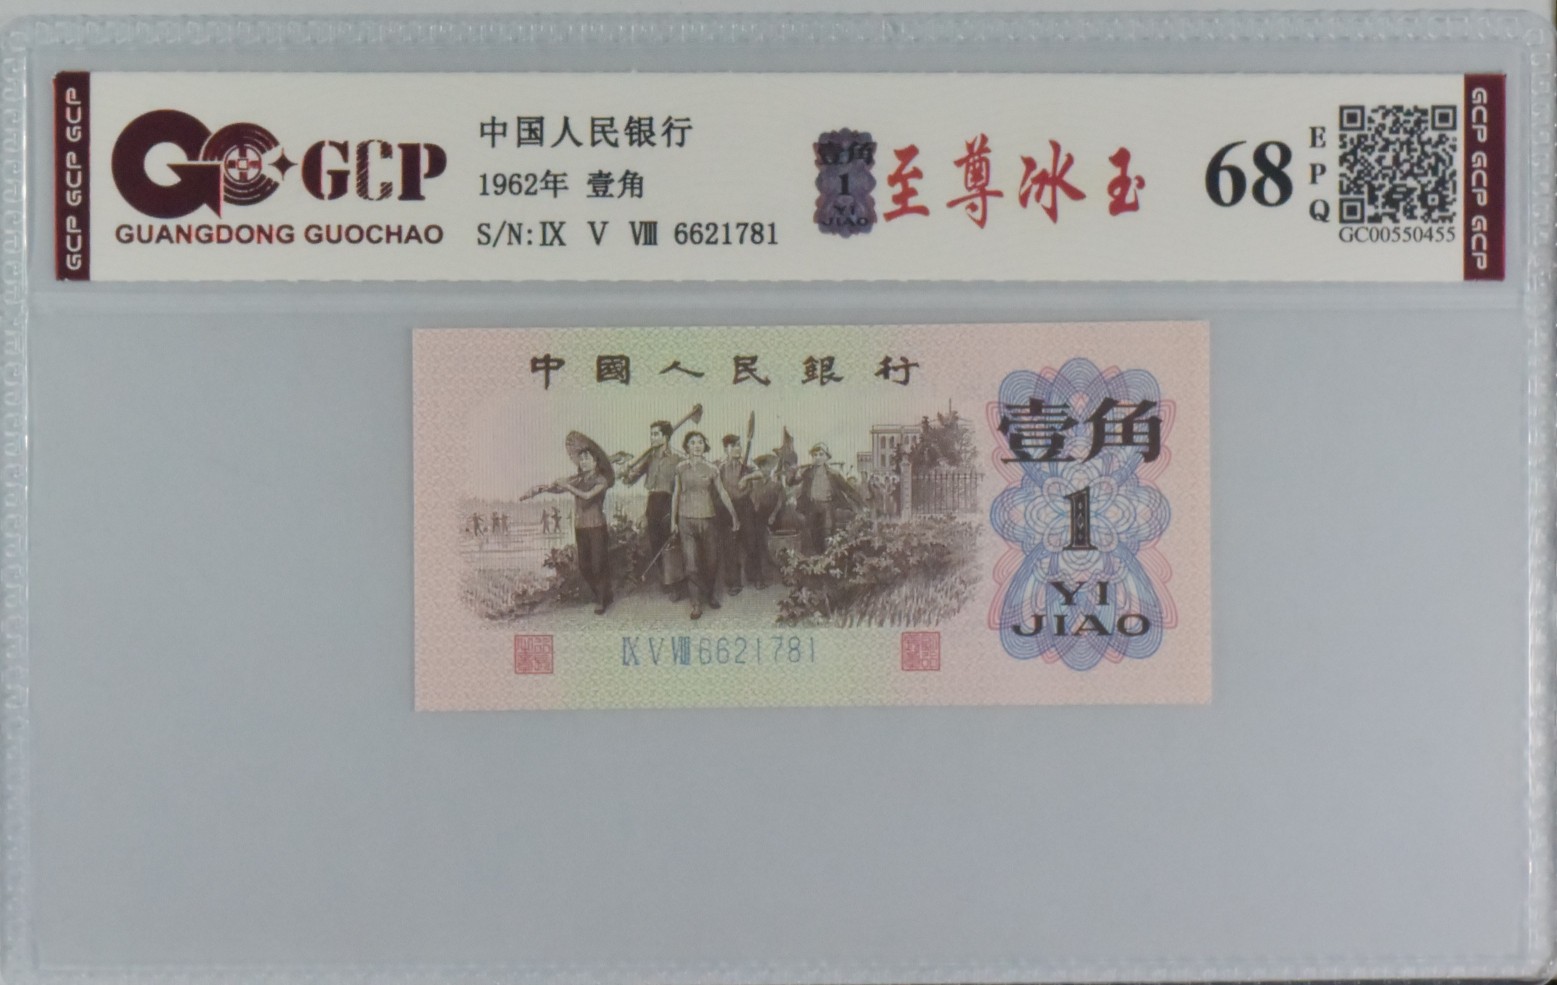 GCP GCP GCP
GCP
GUANGDONG GUOCHAO
中国人民银行
1962年 壹角
S/N: Ⅸ Ⅴ Ⅷ 6621781
壹角
1
YI
JIAO
至尊冰玉
68
E
P
Q
GC00550455
GCP GCP GCP
中國人民銀行
壹角
1
YI
JIAO
Ⅸ Ⅴ Ⅷ 6621781